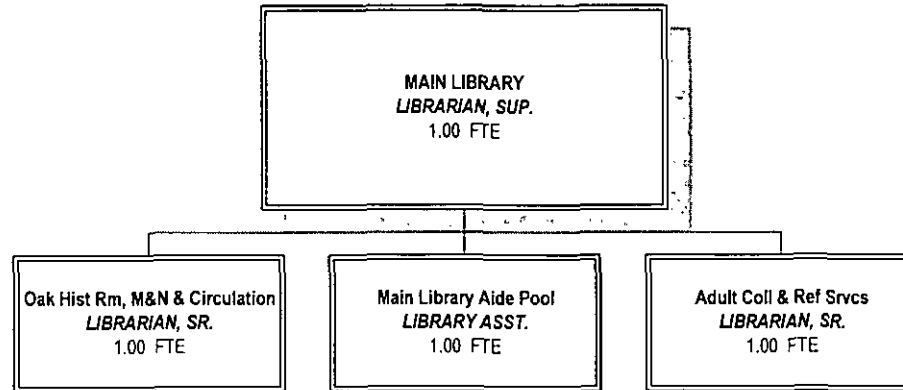 MAIN LIBRARY
LIBRARIAN, SUP.
1.00 FTE
Oak Hist Rm, M&N & Circulation
LIBRARIAN, SR.
1.00 FTE
Main Library Aide Pool
LIBRARY ASST.
1.00 FTE
Adult Coll & Ref Srvcs
LIBRARIAN, SR.
1.00 FTE